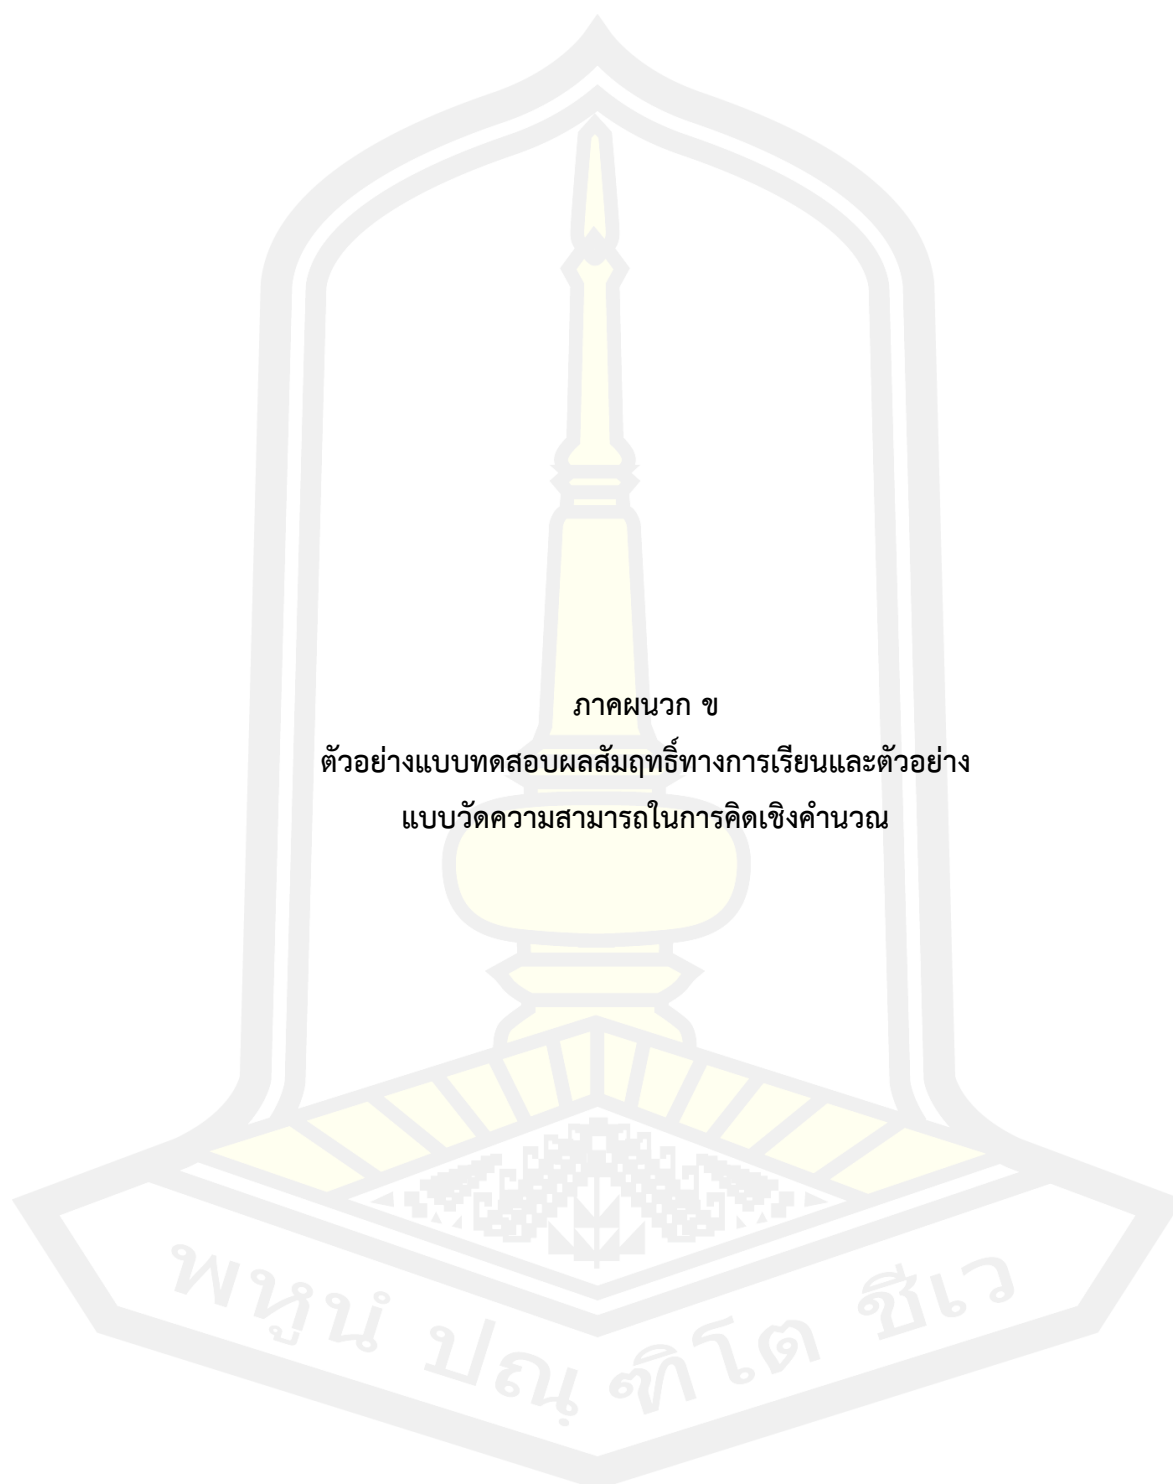 ภาคผนวก ข
ตัวอย่างแบบทดสอบผลสัมฤทธิ์ทางการเรียนและตัวอย่าง
แบบวัดความสามารถในการคิดเชิงคำนวณ
พหูนํ ปณฺฑิโต ชีเว